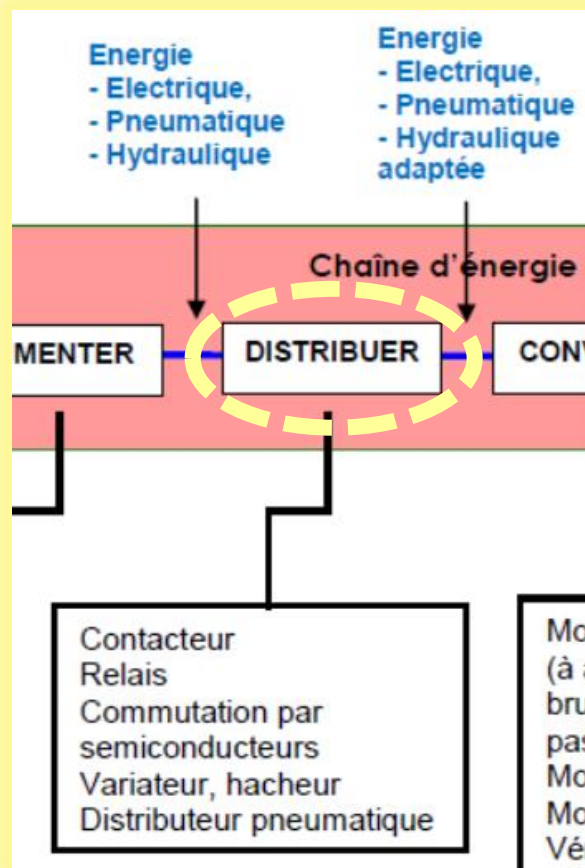 Energie
- Electrique,
- Pneumatique
- Hydraulique
Energie
- Electrique,
- Pneumatique
- Hydraulique
adaptée
Chaîne d'énergie
MENTER
DISTRIBUER
CONV
Contacteur
Relais
Commutation par
semiconducteurs
Variateur, hacheur
Distributeur pneumatique
Mo
(à a
bru
pas
Mo
Mo
Vé